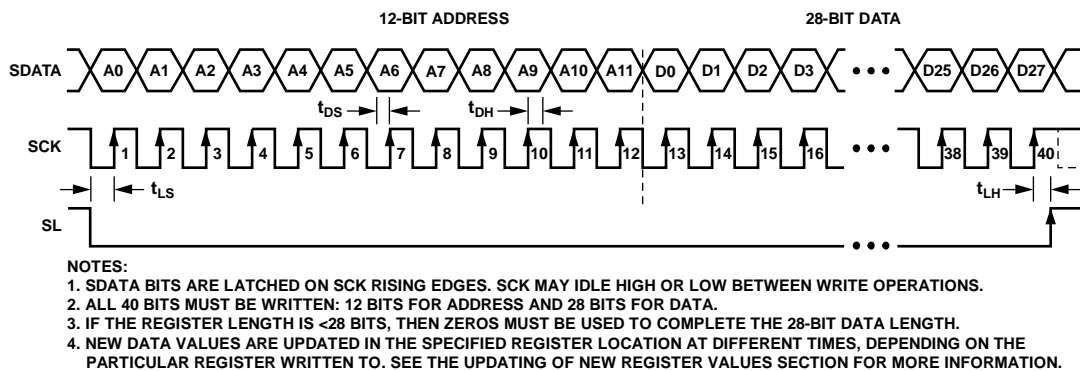 12-BIT ADDRESS 28-BIT DATA
SDATA A0 A1 A2 A3 A4 A5 A6 A7 A8 A9 A10 A11 D0 D1 D2 D3 ••• D25 D26 D27
tDS tDH
SCK 1 2 3 4 5 6 7 8 9 10 11 12 13 14 15 16 ••• 38 39 40
tLS tLH
SL •••
NOTES:
1. SDATA BITS ARE LATCHED ON SCK RISING EDGES. SCK MAY IDLE HIGH OR LOW BETWEEN WRITE OPERATIONS.
2. ALL 40 BITS MUST BE WRITTEN: 12 BITS FOR ADDRESS AND 28 BITS FOR DATA.
3. IF THE REGISTER LENGTH IS <28 BITS, THEN ZEROS MUST BE USED TO COMPLETE THE 28-BIT DATA LENGTH.
4. NEW DATA VALUES ARE UPDATED IN THE SPECIFIED REGISTER LOCATION AT DIFFERENT TIMES, DEPENDING ON THE
PARTICULAR REGISTER WRITTEN TO. SEE THE UPDATING OF NEW REGISTER VALUES SECTION FOR MORE INFORMATION.